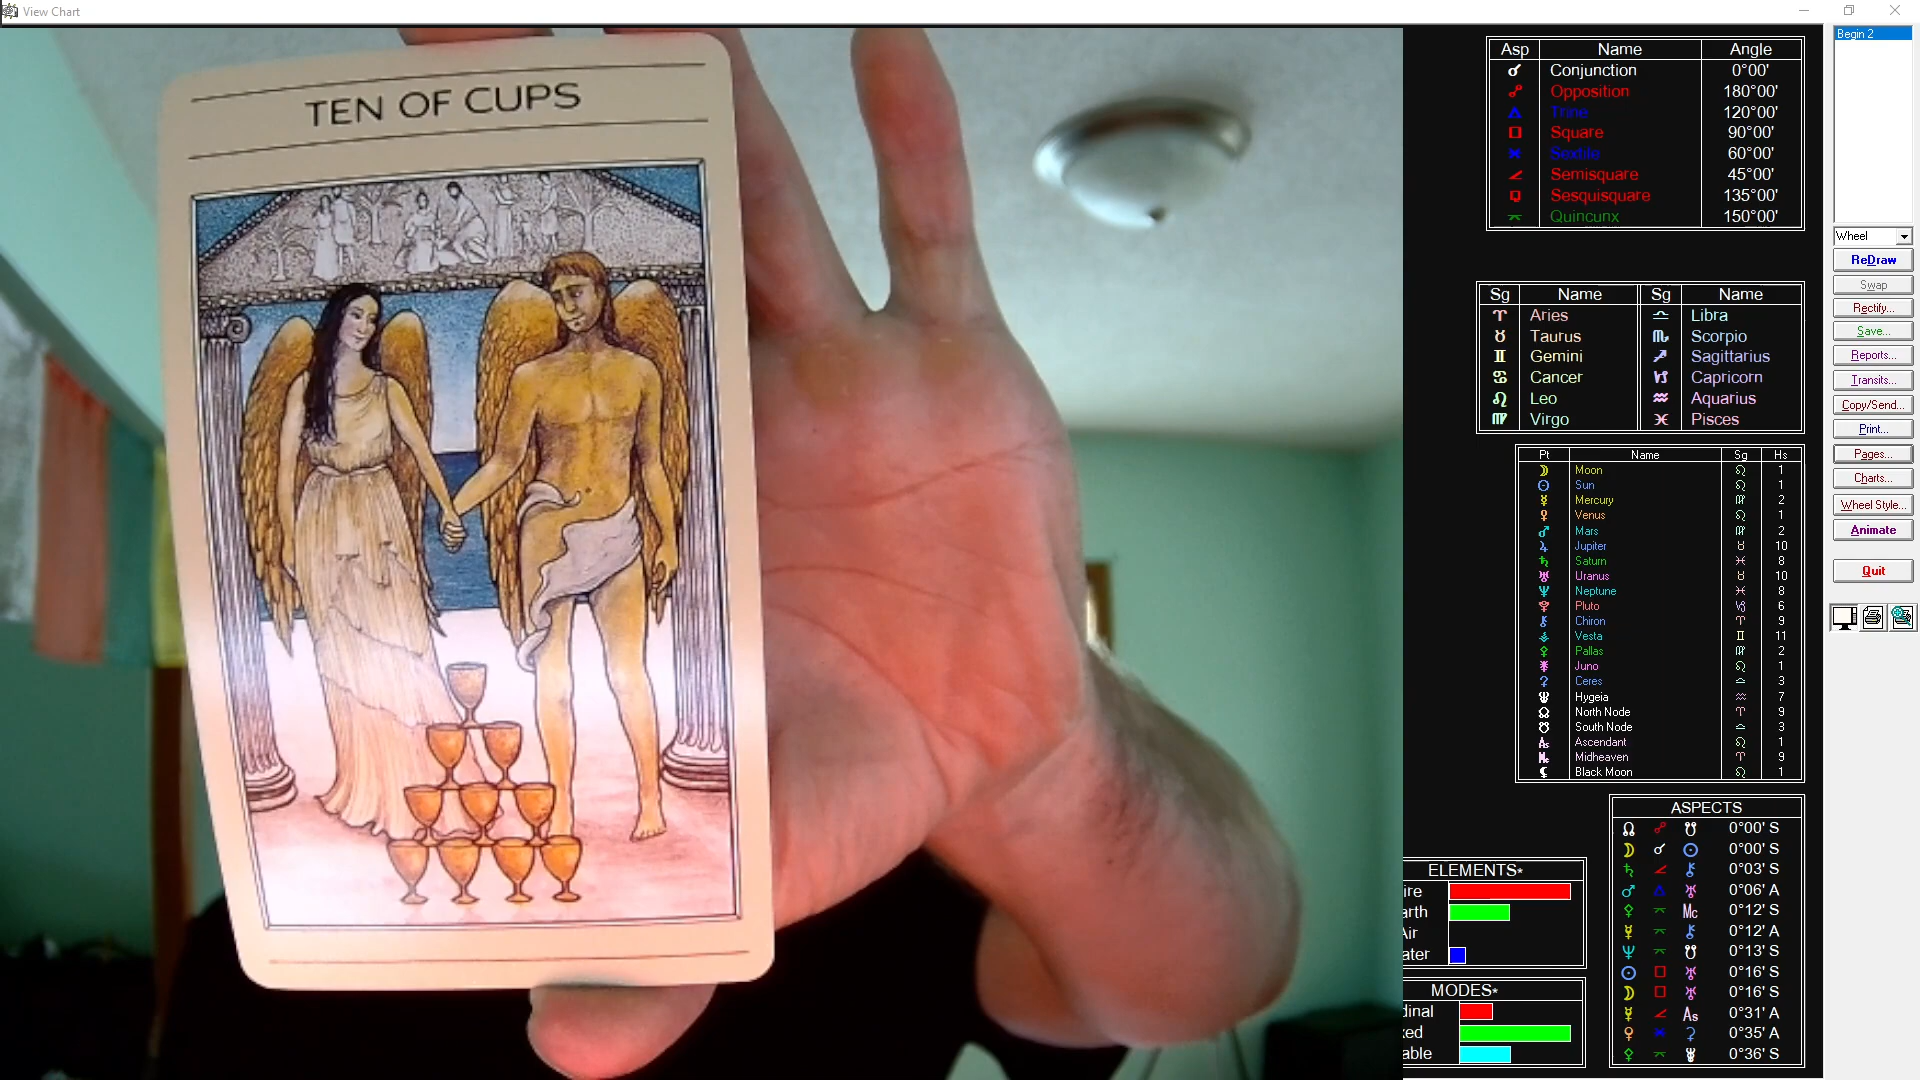 View Chart
TEN OF CUPS
Asp Name Angle
Conjunction 0°00'
Opposition 180°00'
Trine 120°00'
Square 90°00'
Sextile 60°00'
Semisquare 45°00'
Sesquisquare 135°00'
Quincunx 150°00'
Sg Name Sg Name
Aries Libra
Taurus Scorpio
Gemini Sagittarius
Cancer Capricorn
Leo Aquarius
Virgo Pisces
Pt Name Sg Hs
Moon 1
Sun 1
Mercury 2
Venus 1
Mars 2
Jupiter 10
Saturn 8
Uranus 10
Neptune 8
Pluto 6
Chiron 9
Vesta 11
Pallas 2
Juno 1
Ceres 3
Hygeia 7
North Node 9
South Node 3
As Ascendant 1
Mc Midheaven 9
Black Moon 1
ELEMENTS*
ire
arth
Air
ater
MODES*
dinal
xed
able
ASPECTS
0°00' S
0°00' S
0°03' S
0°06' A
Mc 0°12' S
0°12' A
0°13' S
0°16' S
0°16' S
As 0°31' A
0°35' A
0°36' S
Begin 2
Wheel
ReDraw
Swap
Rectify...
Save...
Reports...
Transits...
Copy/Send...
Print...
Pages...
Charts...
Wheel Style...
Animate
Quit